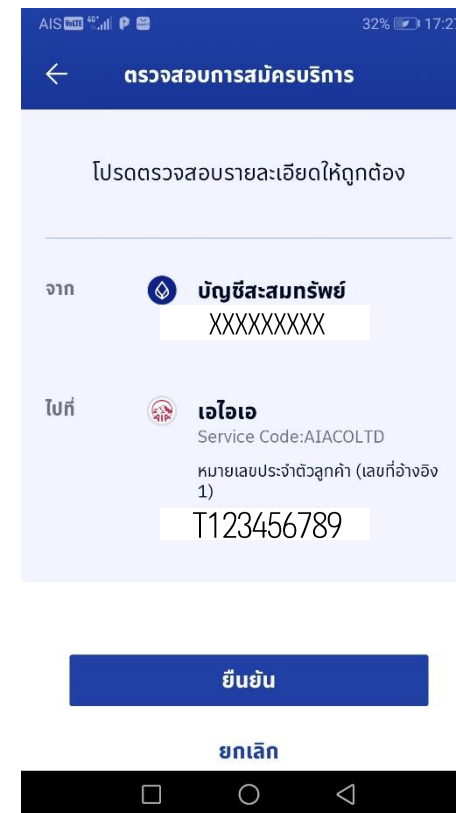 AIS VoLTE 46+ P 32% 17:27
ตรวจสอบการสมัครบริการ
โปรดตรวจสอบรายละเอียดให้ถูกต้อง
จาก บัญชีสะสมทรัพย์
XXXXXXXXX
ไปที่ เอไอเอ
AIA
Service Code:AIACOLTD
หมายเลขประจำตัวลูกค้า (เลขที่อ้างอิง
1)
T123456789
ยืนยัน
ยกเลิก